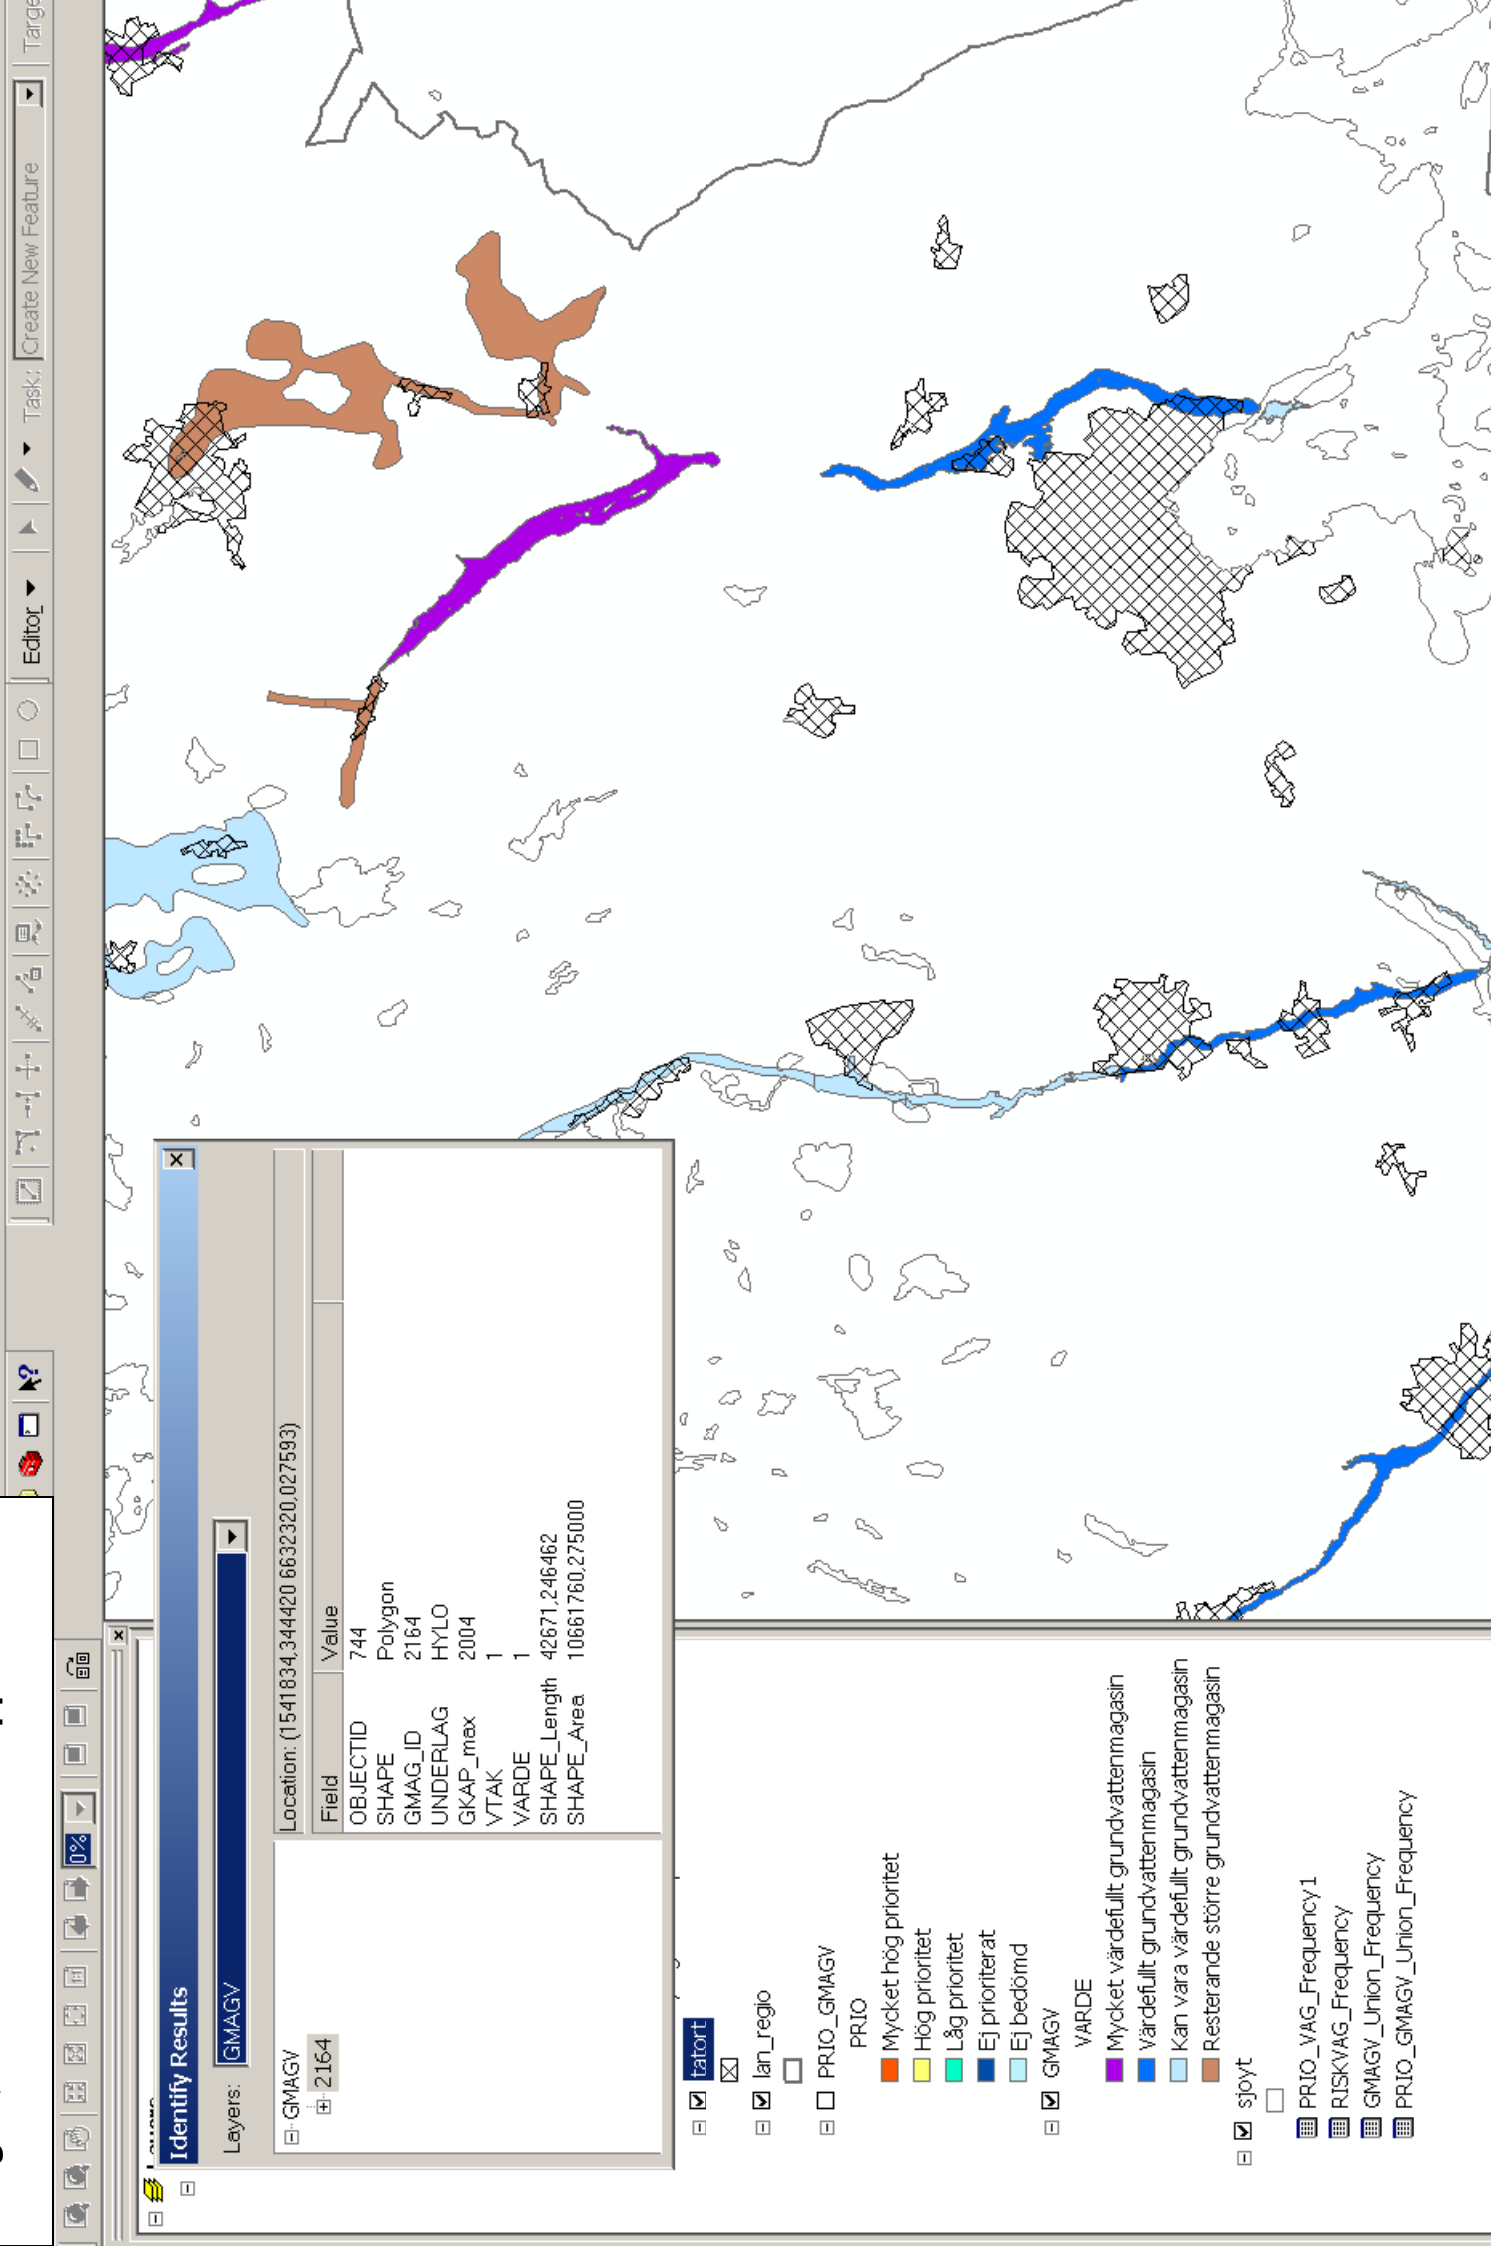 Editor
Task:
Create New Feature
Targe
0%
Identify Results
Layers:
GMAGV
GMAGV
2164
Location: (1541834,344420 6632320,027593)
Field Value
OBJECTID 744
SHAPE Polygon
GMAG_ID 2164
UNDERLAG HYLO
GKAP_max 2004
VTAK 1
VARDE 1
SHAPE_Length 42671,246462
SHAPE_Area 10661760,275000
tatort
lan_regio
PRIO_GMAGV
PRIO
Mycket hög prioritet
Hög prioritet
Låg prioritet
Ej prioriterat
Ej bedömd
GMAGV
VARDE
Mycket värdefullt grundvattenmagasin
Värdefullt grundvattenmagasin
Kan vara värdefullt grundvattenmagasin
Resterande större grundvattenmagasin
sjoyt
PRIO_VAG_Frequency1
RISKVAG_Frequency
GMAGV_Union_Frequency
PRIO_GMAGV_Union_Frequency